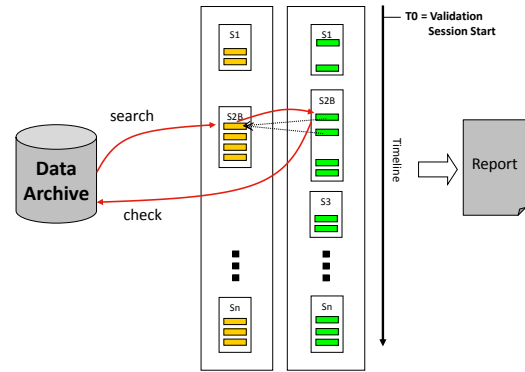 T0 = Validation
Session Start
S1
S1
search
S2B
S2B
Data
Archive
Timeline
Report
check
S3
Sn
Sn